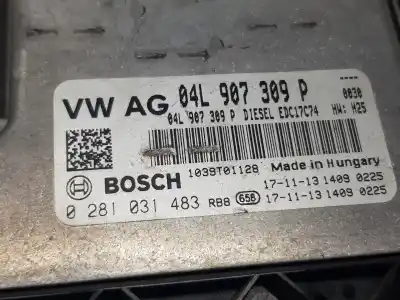 VW AG 04L 907 309 P ---- 0030
04L 907 309 P DIESEL EDC17C74 HW: H25
1039T01128 Made in Hungary
BOSCH 17-11-13 1409 0225
0 281 031 483 RB8 658 17-11-13 1409 0225